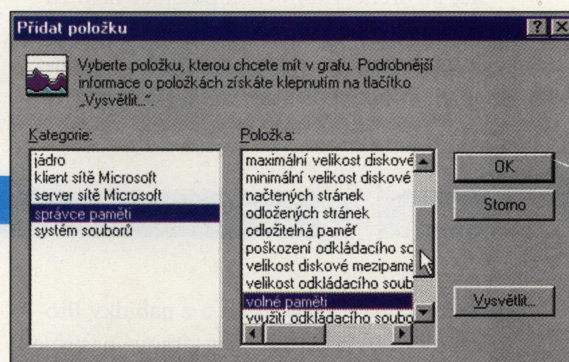 Přidat položku
Vyberte položku, kterou chcete mít v grafu. Podrobnější
informace o položkách získáte klepnutím na tlačítko
„Vysvětlit...“.
Kategorie:
jádro
klient sítě Microsoft
server sítě Microsoft
správce paměti
systém souborů
Položka:
maximální velikost diskové
minimální velikost diskové
načtených stránek
odložených stránek
odložitelná paměť
poškození odkládacího sc
velikost diskové mezipamě
velikost odkládacího soub
volné paměti
využití odkládacího soubo
OK
Storno
Vysvětlit...